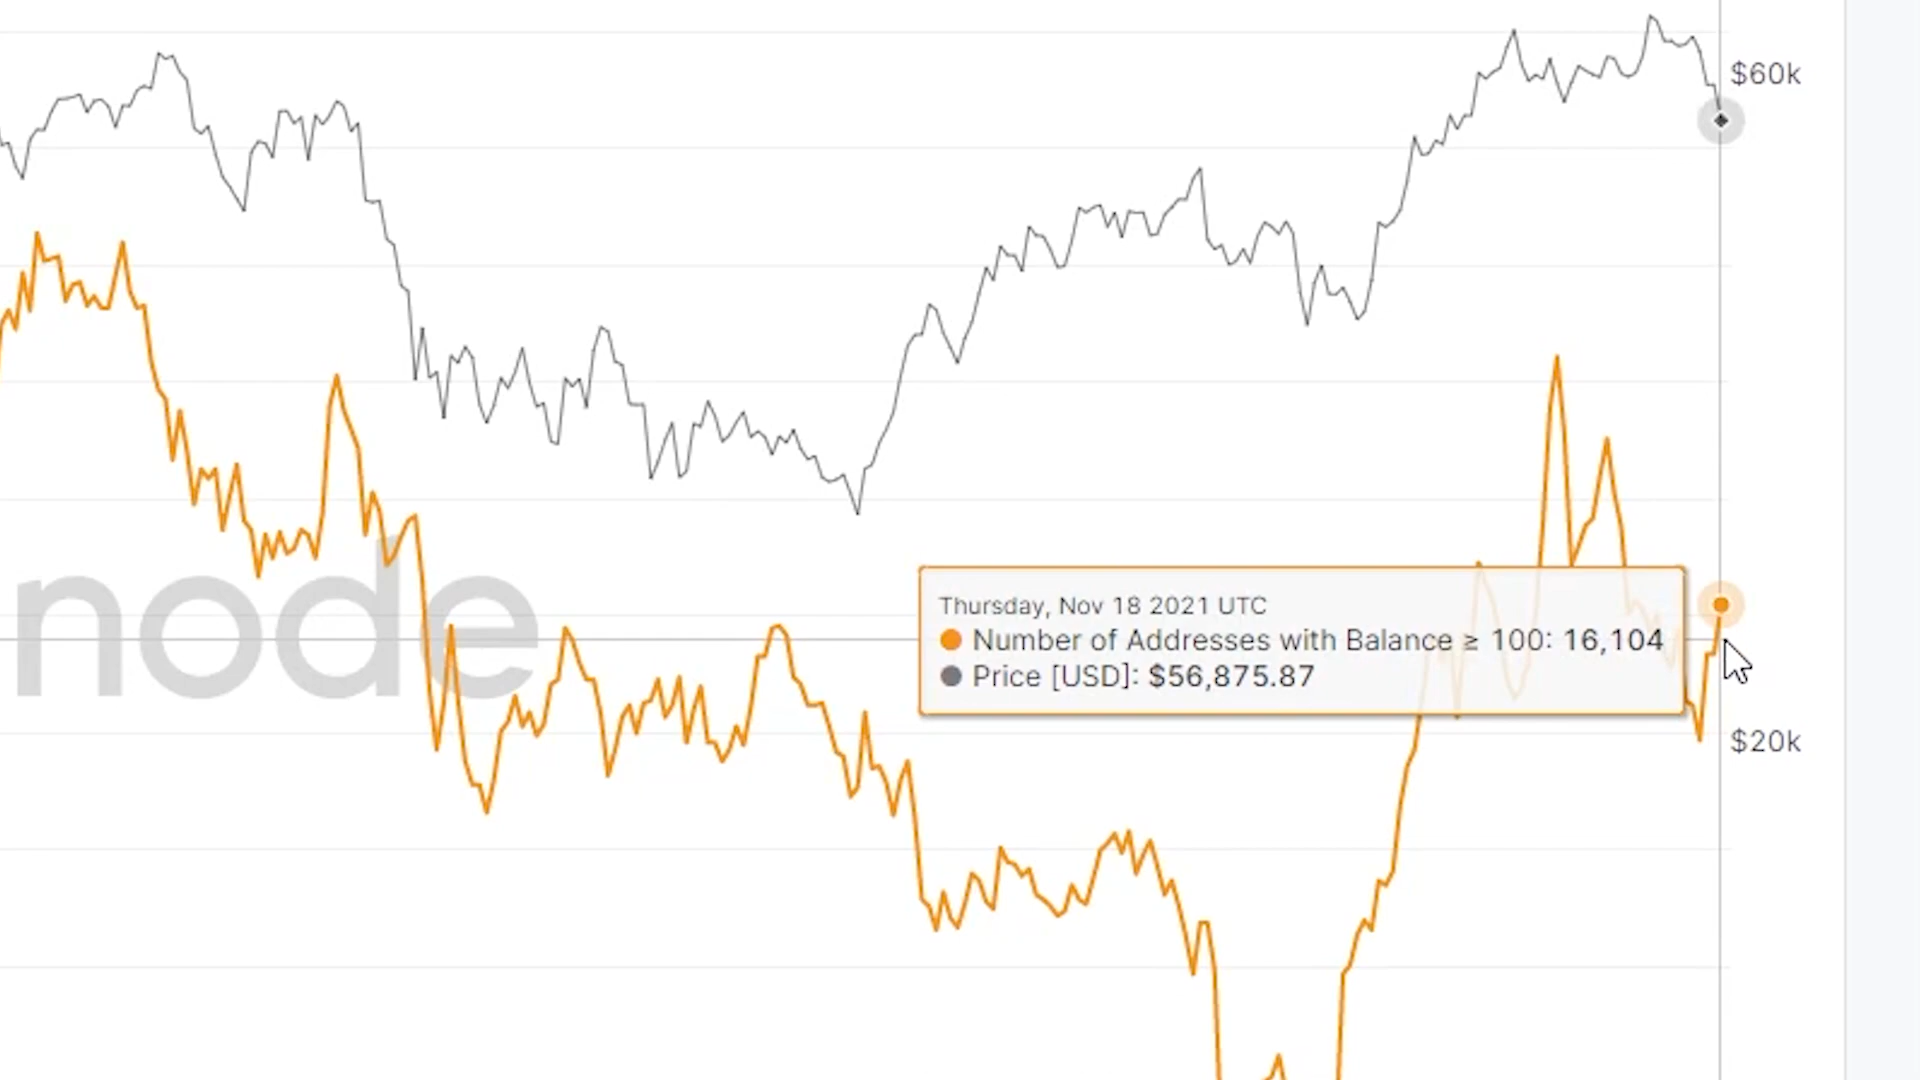 $60k
node
Thursday, Nov 18 2021 UTC
Number of Addresses with Balance ≥ 100: 16,104
Price [USD]: $56,875.87
$20k